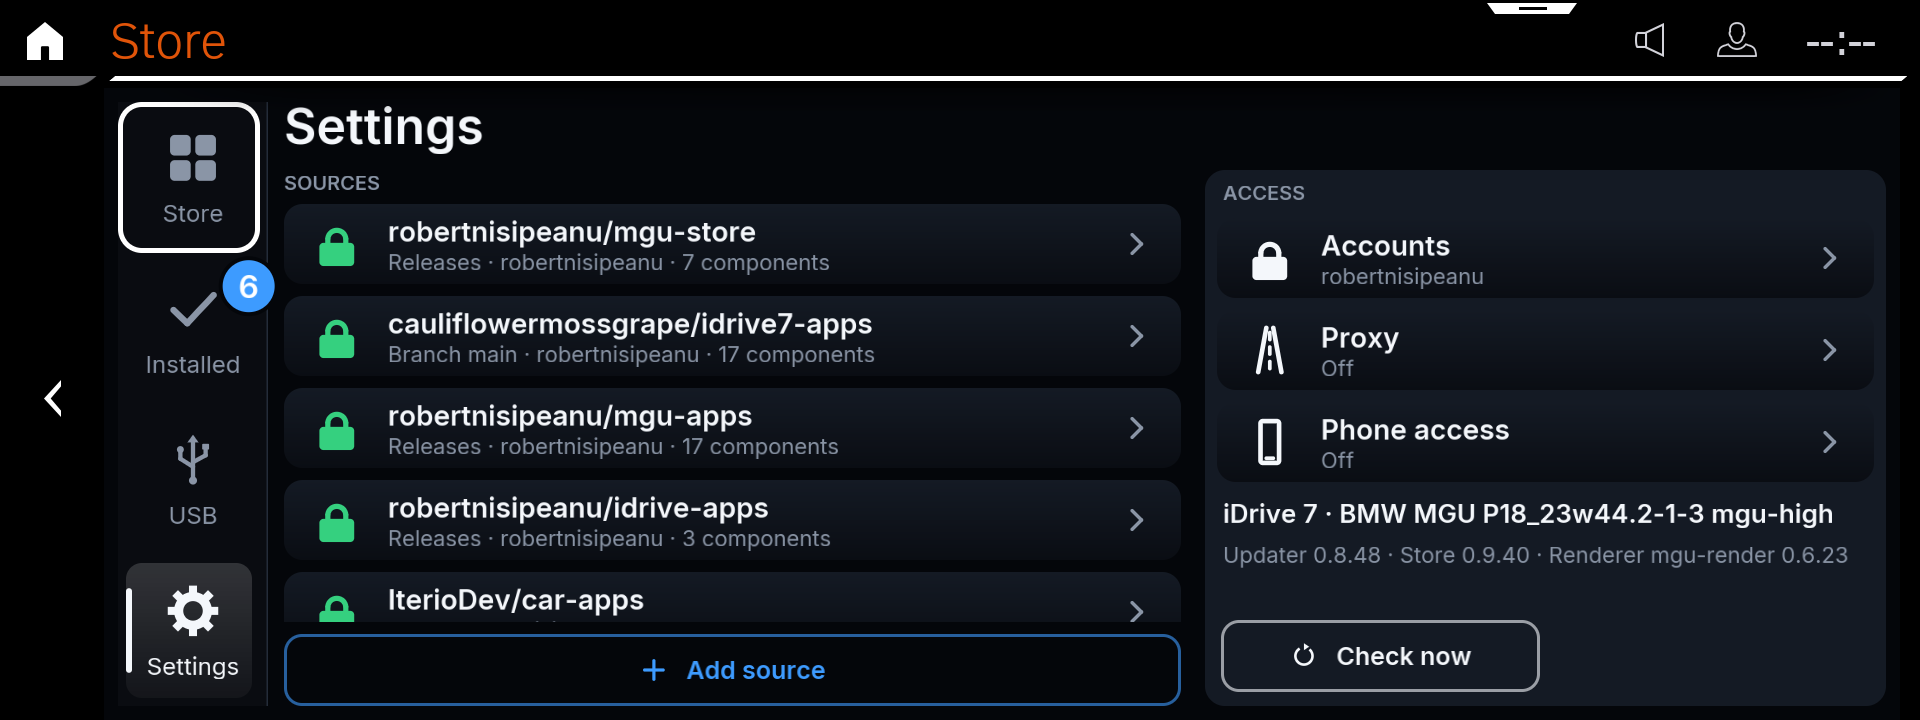 Store
--:--
Store
6
Installed
USB
Settings
Settings
SOURCES
robertnisipeanu/mgu-store
Releases · robertnisipeanu · 7 components
cauliflowermossgrape/idrive7-apps
Branch main · robertnisipeanu · 17 components
robertnisipeanu/mgu-apps
Releases · robertnisipeanu · 17 components
robertnisipeanu/idrive-apps
Releases · robertnisipeanu · 3 components
IterioDev/car-apps
+ Add source
ACCESS
Accounts
robertnisipeanu
Proxy
Off
Phone access
Off
iDrive 7 · BMW MGU P18_23w44.2-1-3 mgu-high
Updater 0.8.48 · Store 0.9.40 · Renderer mgu-render 0.6.23
Check now